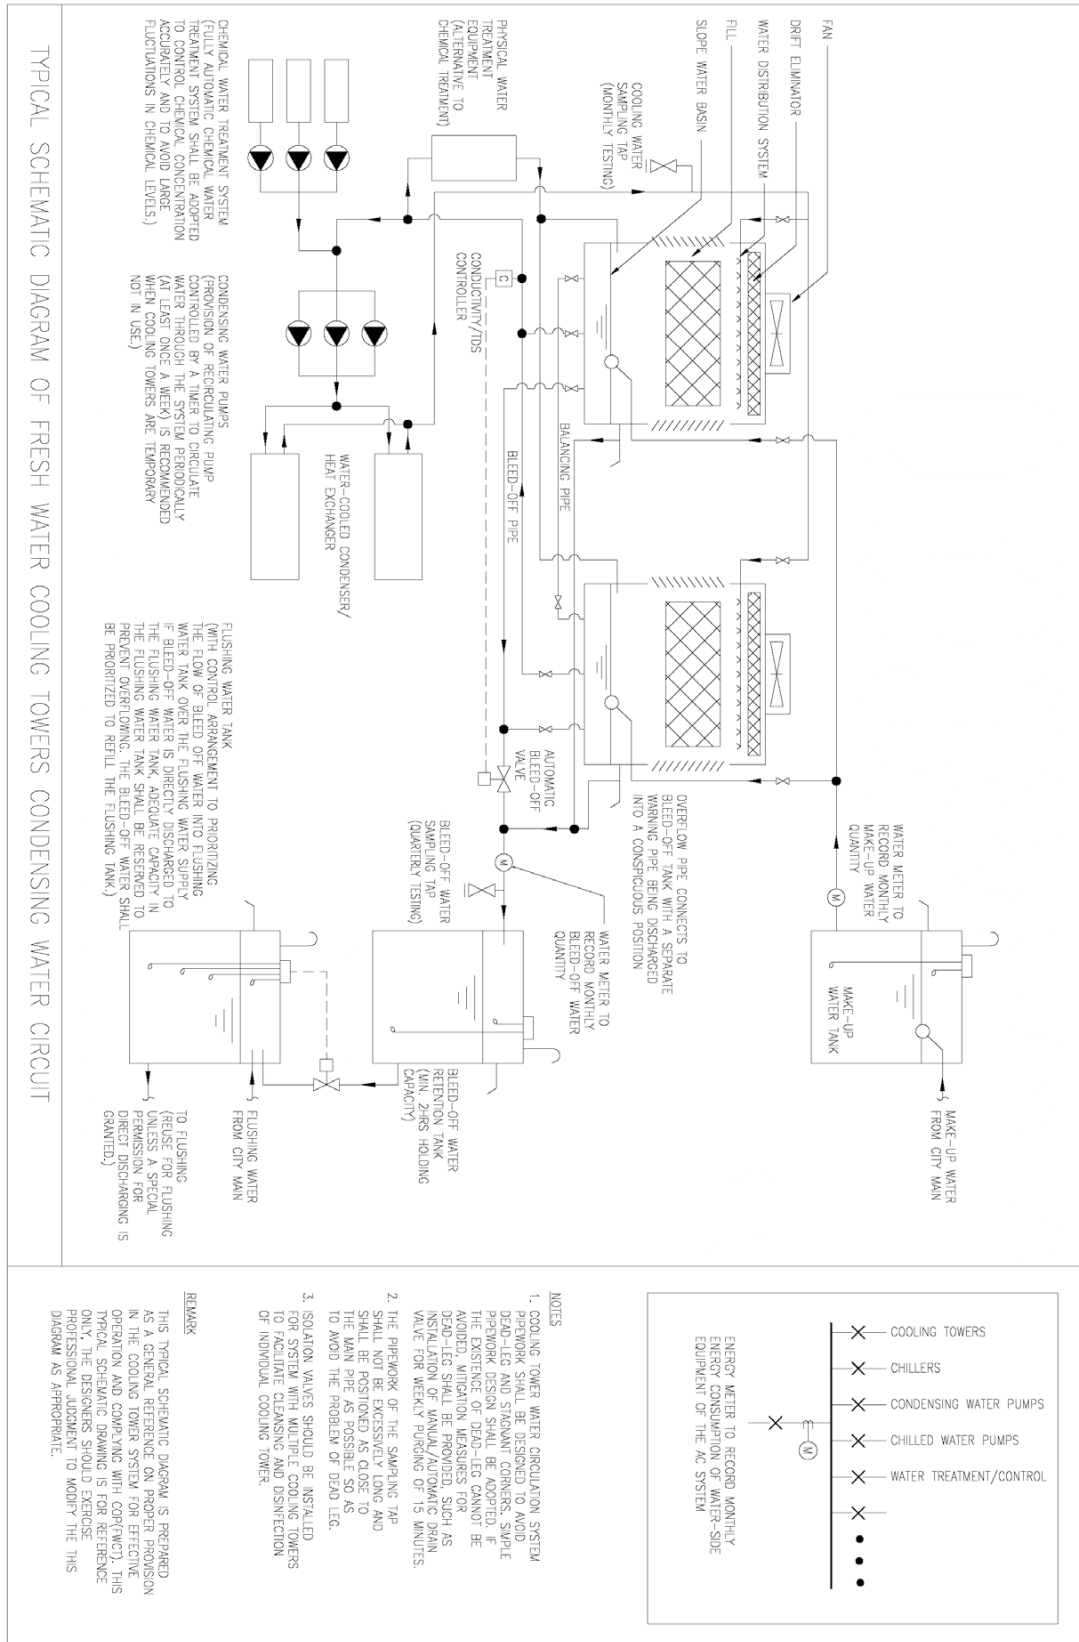 FAN
DRIFT ELIMINATOR
WATER DISTRIBUTION SYSTEM
FILL
SLOPE WATER BASIN
COOLING WATER
SAMPLING TAP
(MONTHLY TESTING)
PHYSICAL WATER
TREATMENT
EQUIPMENT
(ALTERNATIVE TO
CHEMICAL TREATMENT)
CHEMICAL WATER TREATMENT SYSTEM
(FULLY AUTOMATIC CHEMICAL WATER
TREATMENT SYSTEM SHALL BE ADOPTED
TO CONTROL CHEMICAL CONCENTRATION
ACCURATELY AND TO AVOID LARGE
FLUCTUATIONS IN CHEMICAL LEVELS.)
C
CONDUCTIVITY/TDS
CONTROLLER
CONDENSING WATER PUMPS
(PROVISION OF RECIRCULATING PUMP
CONTROLLED BY A TIMER TO CIRCULATE
WATER THROUGH THE SYSTEM PERIODICALLY
(AT LEAST ONCE A WEEK) IS RECOMMENDED
WHEN COOLING TOWERS ARE TEMPORARY
NOT IN USE.)
BALANCING PIPE
BLEED-OFF PIPE
WATER-COOLED CONDENSER/
HEAT EXCHANGER
AUTOMATIC
BLEED-OFF
VALVE
OVERFLOW PIPE CONNECTS TO
BLEED-OFF TANK WITH A SEPARATE
WARNING PIPE BEING DISCHARGED
INTO A CONSPICUOUS POSITION
WATER METER TO
RECORD MONTHLY
MAKE-UP WATER
QUANTITY
M
MAKE-UP
WATER TANK
MAKE-UP WATER
FROM CITY MAIN
M
BLEED-OFF WATER
SAMPLING TAP
(QUARTERLY TESTING)
WATER METER TO
RECORD MONTHLY
BLEED-OFF WATER
QUANTITY
FLUSHING WATER TANK
(WITH CONTROL ARRANGEMENT TO PRIORITIZING
THE FLOW OF BLEED OFF WATER INTO FLUSHING
WATER TANK OVER THE FLUSHING WATER SUPPLY
IF BLEED-OFF WATER IS DIRECTLY DISCHARGED TO
THE FLUSHING WATER TANK, ADEQUATE CAPACITY IN
THE FLUSHING WATER TANK SHALL BE RESERVED TO
PREVENT OVERFLOWING. THE BLEED-OFF WATER SHALL
BE PRIORITIZED TO REFILL THE FLUSHING TANK.)
BLEED-OFF WATER
RETENTION TANK
(MIN. 2HRS HOLDING
CAPACITY)
FLUSHING WATER
FROM CITY MAIN
TO FLUSHING
(REUSE FOR FLUSHING
UNLESS A SPECIAL
PERMISSION FOR
DIRECT DISCHARGING IS
GRANTED.)
TYPICAL SCHEMATIC DIAGRAM OF FRESH WATER COOLING TOWERS CONDENSING WATER CIRCUIT
COOLING TOWERS
CHILLERS
CONDENSING WATER PUMPS
CHILLED WATER PUMPS
WATER TREATMENT/CONTROL
M
ENERGY METER TO RECORD MONTHLY
ENERGY CONSUMPTION OF WATER-SIDE
EQUIPMENT OF THE AC SYSTEM
NOTES
1. COOLING TOWER WATER CIRCULATION SYSTEM
PIPEWORK SHALL BE DESIGNED TO AVOID
DEAD-LEG AND STAGNANT CORNERS. SIMPLE
PIPEWORK DESIGN SHALL BE ADOPTED. IF
THE EXISTENCE OF DEAD-LEG CANNOT BE
AVOIDED, MITIGATION MEASURES FOR
DEAD-LEG SHALL BE PROVIDED, SUCH AS
INSTALLATION OF MANUAL/AUTOMATIC DRAIN
VALVE FOR WEEKLY PURGING OF 15 MINUTES.
2. THE PIPEWORK OF THE SAMPLING TAP
SHALL NOT BE EXCESSIVELY LONG AND
SHALL BE POSITIONED AS CLOSE TO
THE MAIN PIPE AS POSSIBLE SO AS
TO AVOID THE PROBLEM OF DEAD LEG.
3. ISOLATION VALVES SHOULD BE INSTALLED
FOR SYSTEM WITH MULTIPLE COOLING TOWERS
TO FACILITATE CLEANSING AND DISINFECTION
OF INDIVIDUAL COOLING TOWER.
REMARK
THIS TYPICAL SCHEMATIC DIAGRAM IS PREPARED
AS A GENERAL REFERENCE ON PROPER PROVISION
IN THE COOLING TOWER SYSTEM FOR EFFECTIVE
OPERATION AND COMPLYING WITH COP(FWCT). THIS
TYPICAL SCHEMATIC DRAWING IS FOR REFERENCE
ONLY. THE DESIGNERS SHOULD EXERCISE
PROFESSIONAL JUDGMENT TO MODIFY THE THIS
DIAGRAM AS APPROPRIATE.